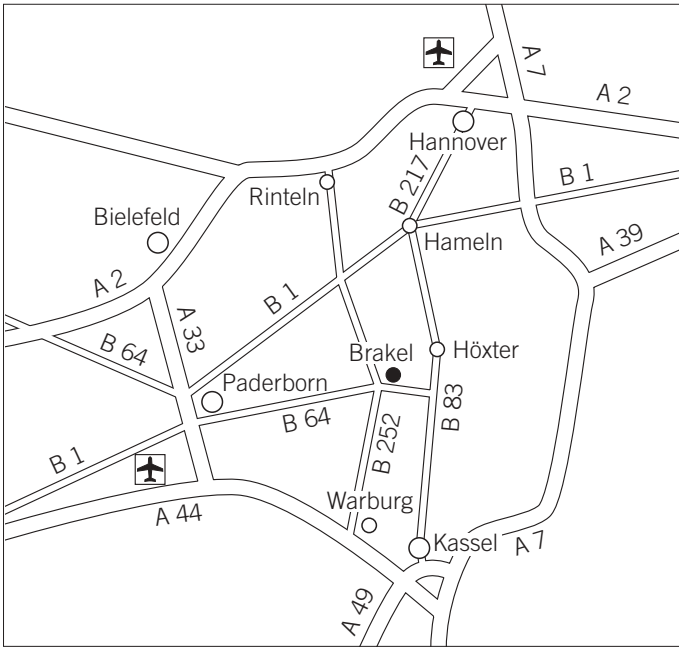 A 7
A 2
Hannover
B 217
B 1
Rinteln
Bielefeld
Hameln
A 39
A 2
B 1
A 33
B 64
Brakel
Höxter
Paderborn
B 83
B 64
B 252
B 1
Warburg
A 44
Kassel
A 7
A 49